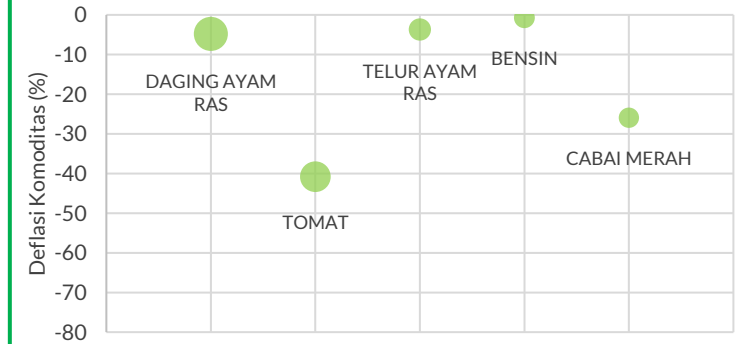 Deflasi Komoditas (%)
0
-10
-20
-30
-40
-50
-60
-70
-80
DAGING AYAM
RAS
TOMAT
TELUR AYAM
RAS
BENSIN
CABAI MERAH